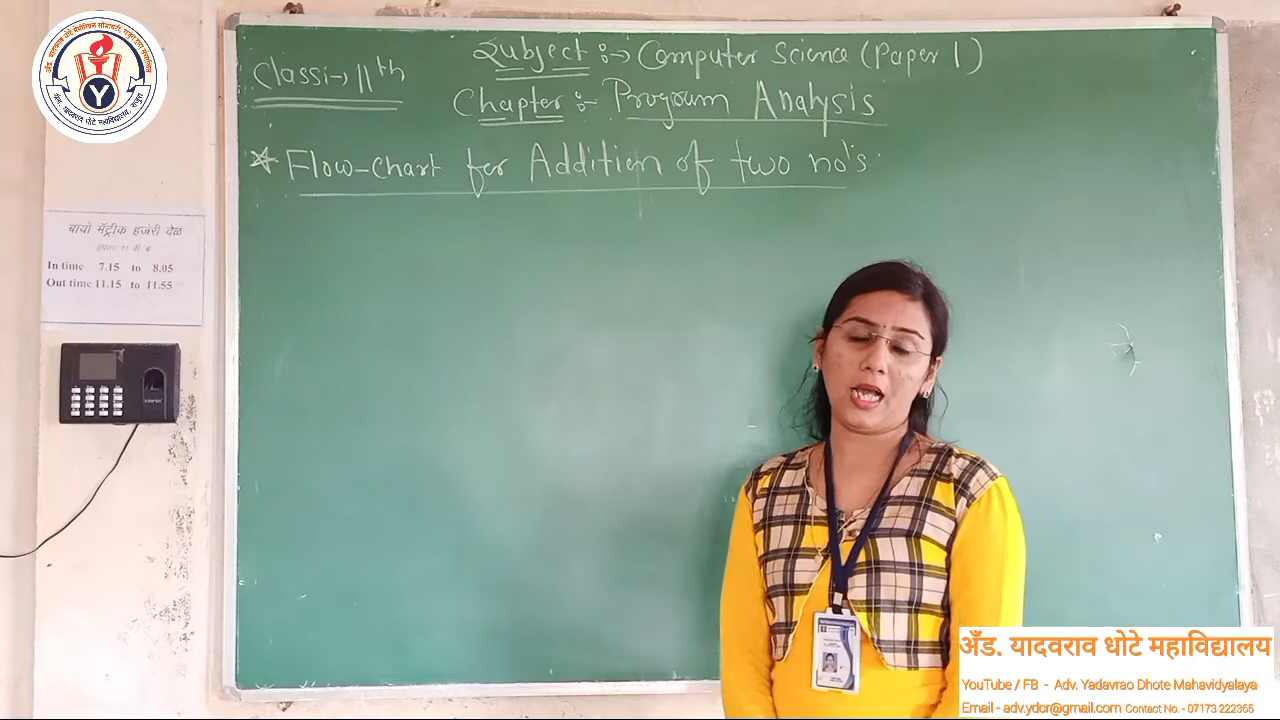 Class:→ 11th
Subject :→ Computer Science (Paper 1)
Chapter :- Program Analysis
* Flow-Chart for Addition of two no's.
बायो मॅट्रीक हजेरी वेळ
In time 7.15 to 8.05
Out time 11.15 to 11.55
Y
अँड. यादवराव धोटे महाविद्यालय
YouTube / FB - Adv. Yadavrao Dhote Mahavidyalaya
Email - adv.ydcr@gmail.com Contact No. - 07173 222365